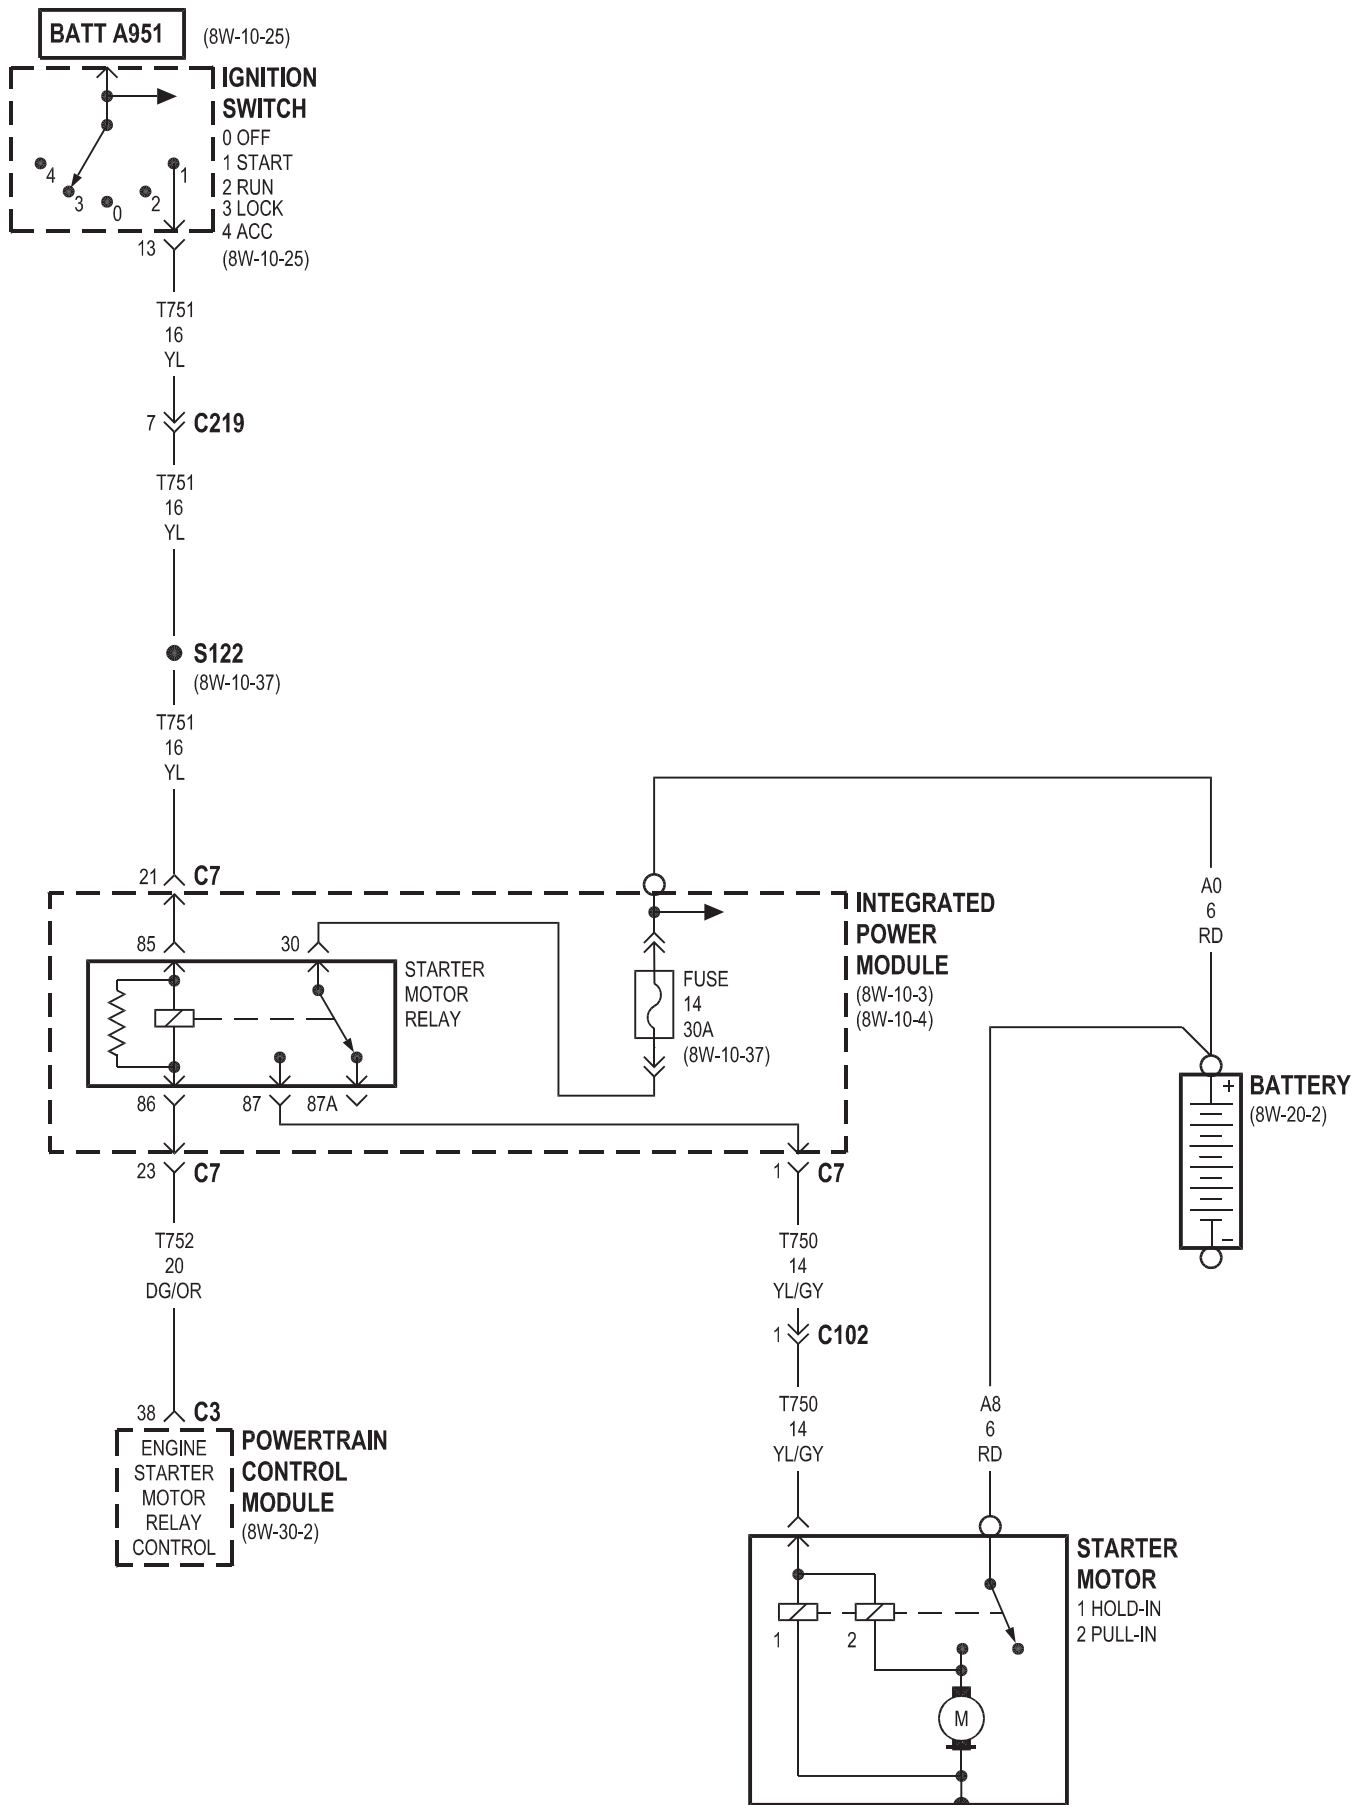 BATT A951
(8W-10-25)
IGNITION
SWITCH
0 OFF
1 START
2 RUN
3 LOCK
4 ACC
(8W-10-25)
4
3
0
2
1
13
T751
16
YL
7
C219
T751
16
YL
S122
(8W-10-37)
T751
16
YL
21
C7
85
30
STARTER
MOTOR
RELAY
FUSE
14
30A
(8W-10-37)
INTEGRATED
POWER
MODULE
(8W-10-3)
(8W-10-4)
A0
6
RD
+
BATTERY
(8W-20-2)
–
86
87
87A
23
C7
1
C7
T752
20
DG/OR
T750
14
YL/GY
1
C102
38
C3
ENGINE
STARTER
MOTOR
RELAY
CONTROL
POWERTRAIN
CONTROL
MODULE
(8W-30-2)
T750
14
YL/GY
A8
6
RD
STARTER
MOTOR
1 HOLD-IN
2 PULL-IN
1
2
M